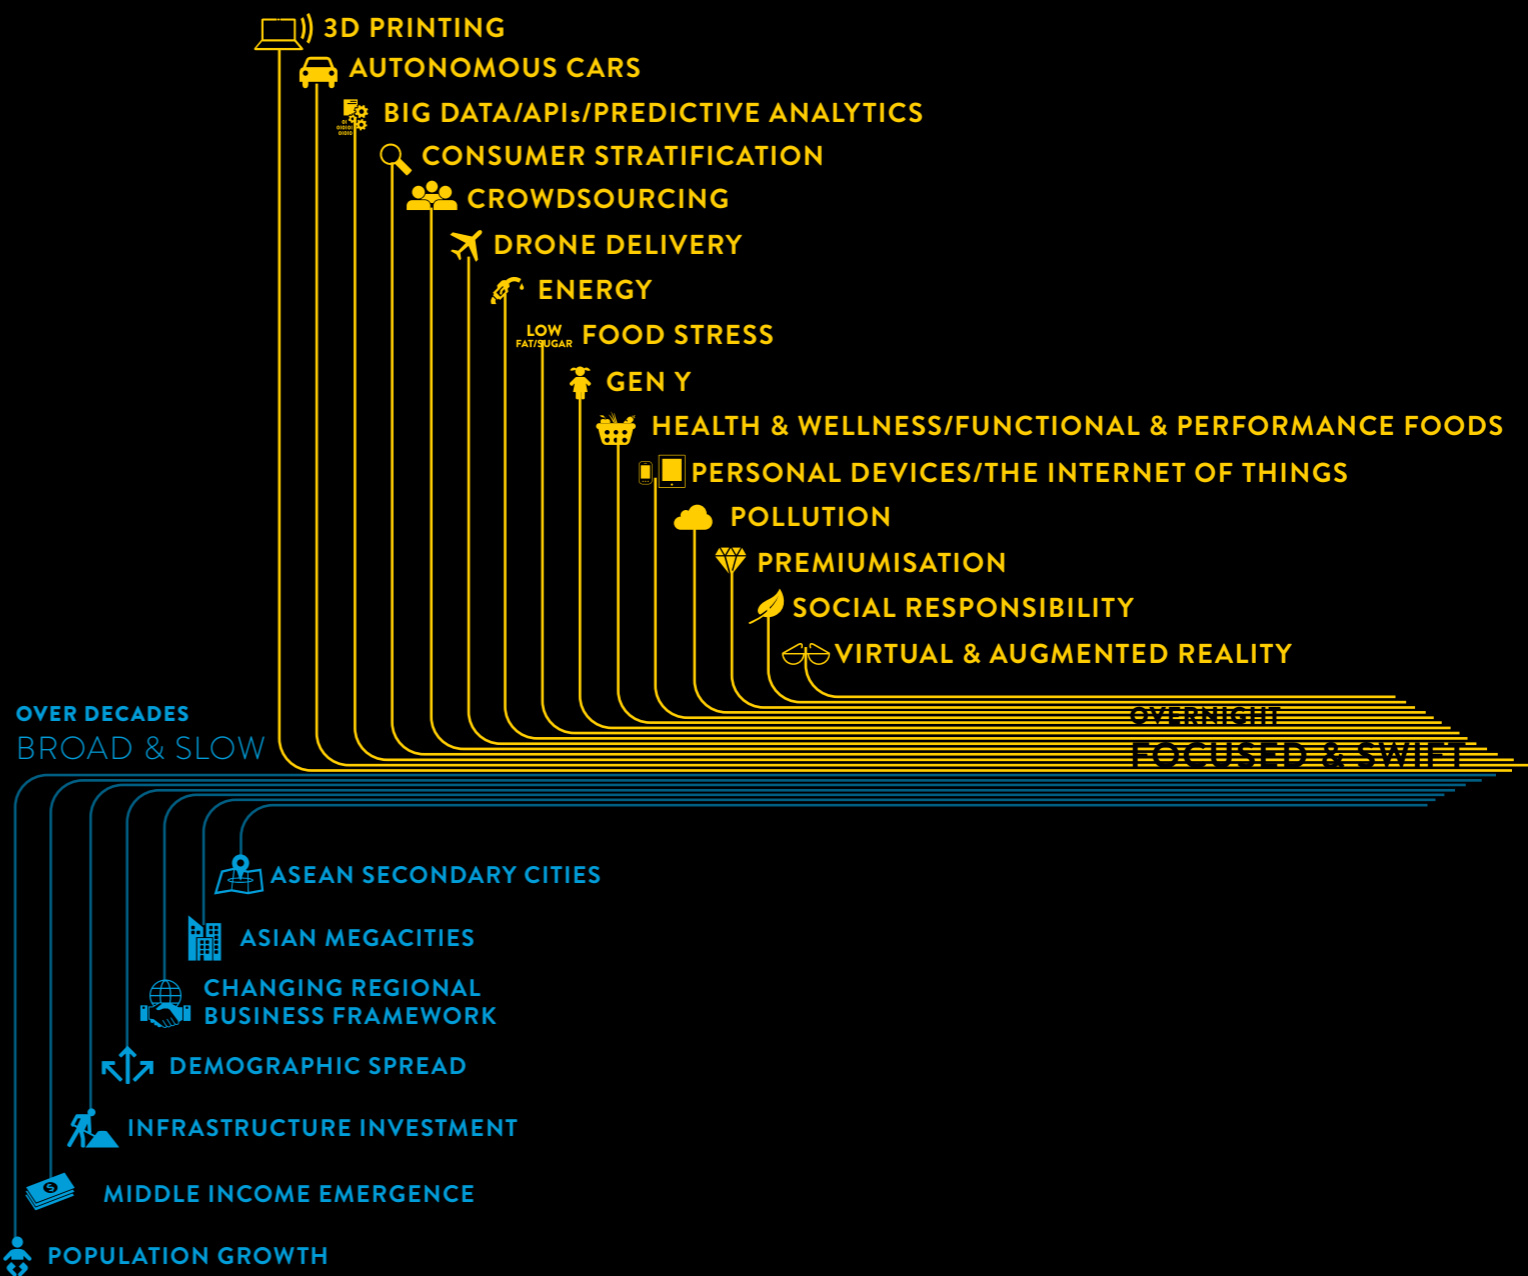 3D PRINTING
AUTONOMOUS CARS
BIG DATA/APIs/PREDICTIVE ANALYTICS
CONSUMER STRATIFICATION
CROWDSOURCING
DRONE DELIVERY
ENERGY
LOW
FAT/SUGAR
FOOD STRESS
GEN Y
HEALTH & WELLNESS/FUNCTIONAL & PERFORMANCE FOODS
PERSONAL DEVICES/THE INTERNET OF THINGS
POLLUTION
PREMIUMISATION
SOCIAL RESPONSIBILITY
VIRTUAL & AUGMENTED REALITY
OVER DECADES
BROAD & SLOW
OVERNIGHT
FOCUSED & SWIFT
ASEAN SECONDARY CITIES
ASIAN MEGACITIES
CHANGING REGIONAL
BUSINESS FRAMEWORK
DEMOGRAPHIC SPREAD
INFRASTRUCTURE INVESTMENT
MIDDLE INCOME EMERGENCE
POPULATION GROWTH